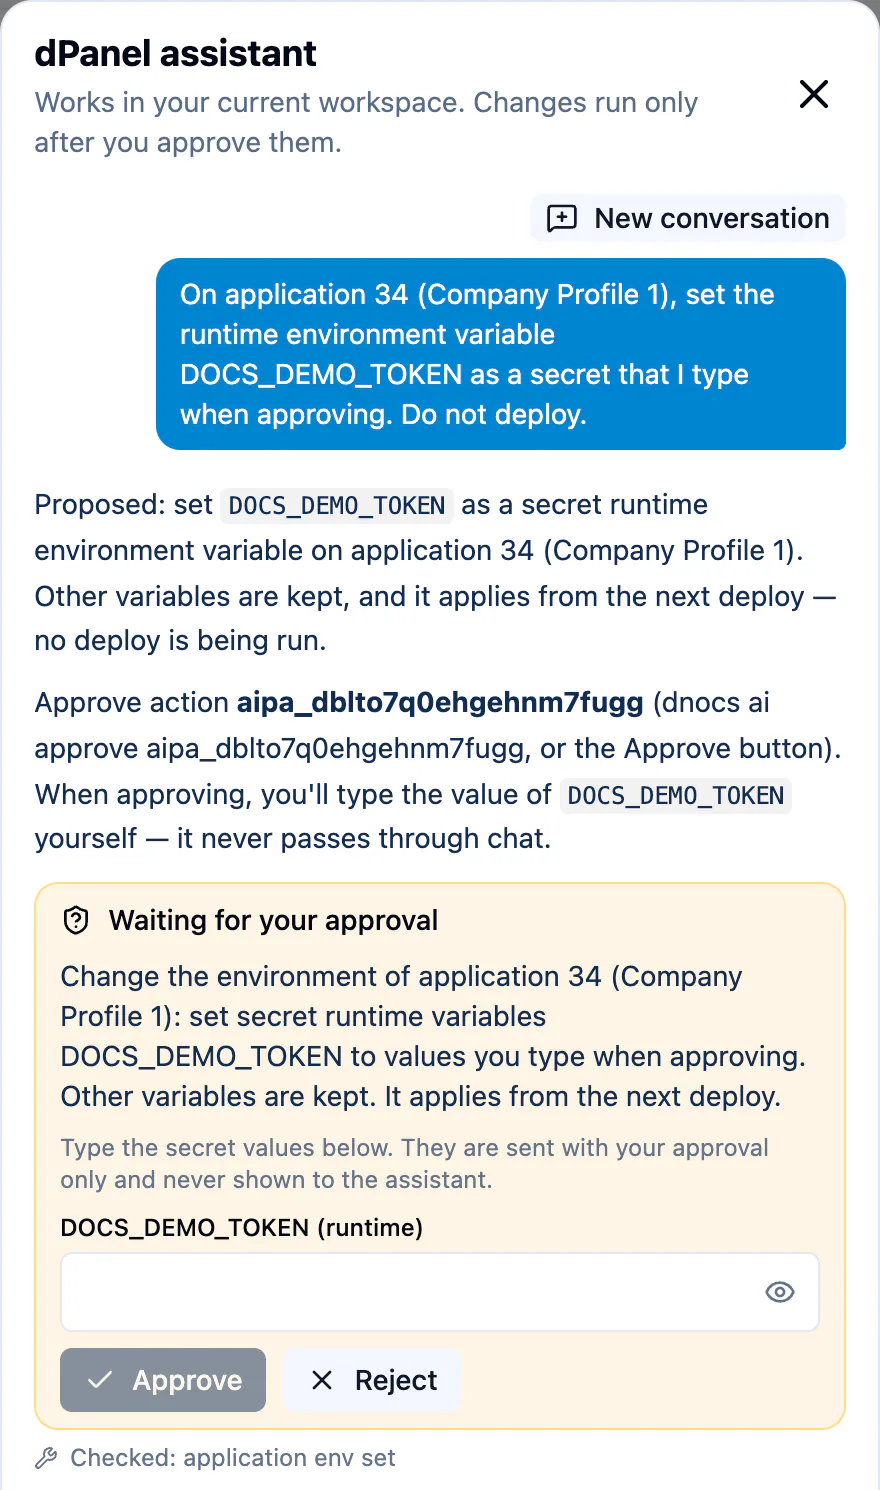 dPanel assistant
Works in your current workspace. Changes run only
after you approve them.
New conversation
On application 34 (Company Profile 1), set the
runtime environment variable
DOCS_DEMO_TOKEN as a secret that I type
when approving. Do not deploy.
Proposed: set DOCS_DEMO_TOKEN as a secret runtime
environment variable on application 34 (Company Profile 1).
Other variables are kept, and it applies from the next deploy —
no deploy is being run.
Approve action aipa_dblto7q0ehgehnm7fugg (dnocs ai
approve aipa_dblto7q0ehgehnm7fugg, or the Approve button).
When approving, you'll type the value of DOCS_DEMO_TOKEN
yourself — it never passes through chat.
Waiting for your approval
Change the environment of application 34 (Company
Profile 1): set secret runtime variables
DOCS_DEMO_TOKEN to values you type when approving.
Other variables are kept. It applies from the next deploy.
Type the secret values below. They are sent with your approval
only and never shown to the assistant.
DOCS_DEMO_TOKEN (runtime)
Approve
Reject
Checked: application env set